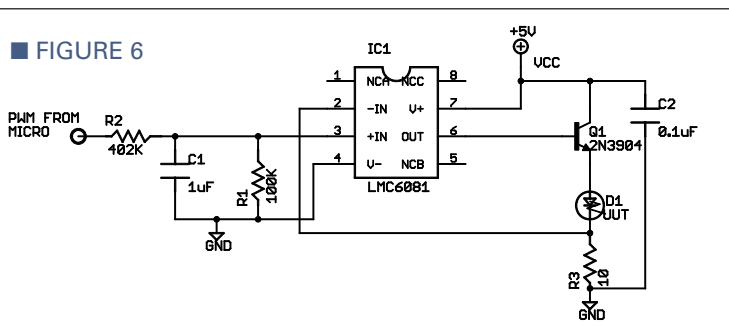 ■ FIGURE 6
+5V
VCC
IC1
1 NCA NCC 8
2 -IN V+ 7
3 +IN OUT 6
4 V- NCB 5
LMC6081
PWM FROM
MICRO
R2
402K
C1
1uF
R1
100K
GND
Q1
2N3904
C2
0.1uF
D1
UUT
R3
10
GND